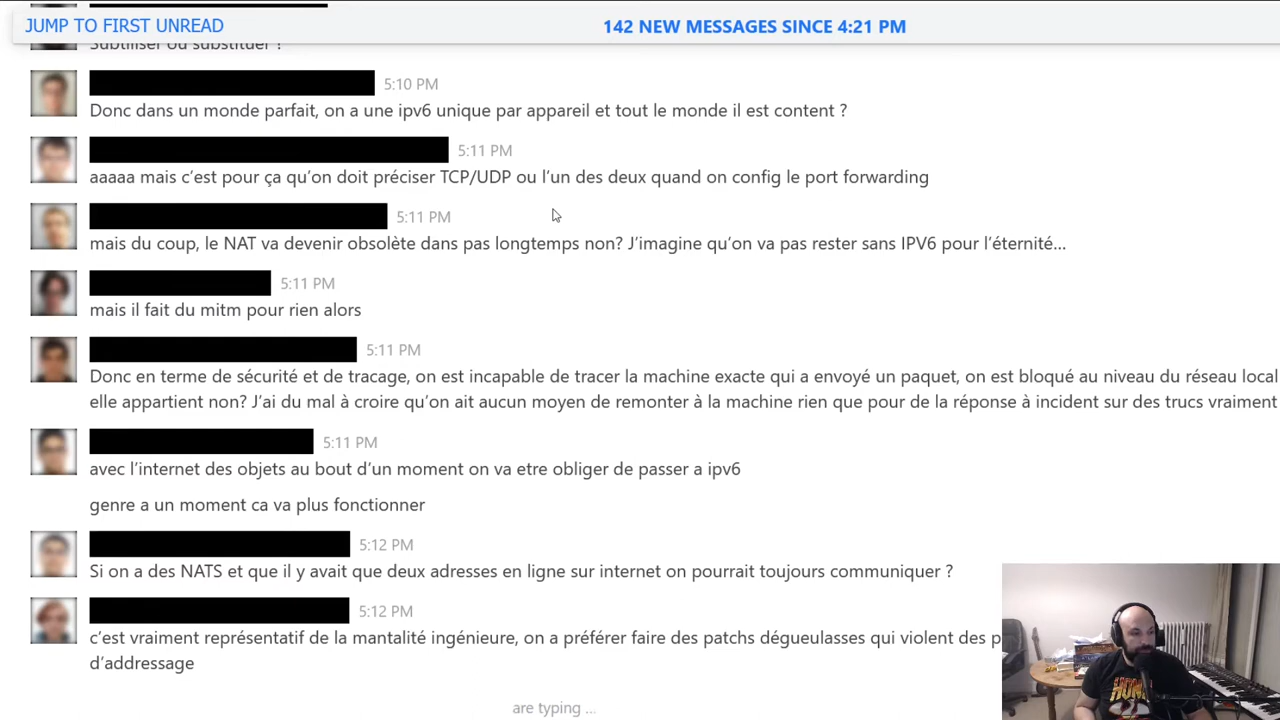 JUMP TO FIRST UNREAD
142 NEW MESSAGES SINCE 4:21 PM
Subtiliser ou substituer ?
5:10 PM
Donc dans un monde parfait, on a une ipv6 unique par appareil et tout le monde il est content ?
5:11 PM
aaaaa mais c’est pour ça qu’on doit préciser TCP/UDP ou l’un des deux quand on config le port forwarding
5:11 PM
mais du coup, le NAT va devenir obsolète dans pas longtemps non? J’imagine qu’on va pas rester sans IPV6 pour l’éternité...
5:11 PM
mais il fait du mitm pour rien alors
5:11 PM
Donc en terme de sécurité et de tracage, on est incapable de tracer la machine exacte qui a envoyé un paquet, on est bloqué au niveau du réseau local
elle appartient non? J’ai du mal à croire qu’on ait aucun moyen de remonter à la machine rien que pour de la réponse à incident sur des trucs vraiment
5:11 PM
avec l’internet des objets au bout d’un moment on va etre obliger de passer a ipv6
genre a un moment ca va plus fonctionner
5:12 PM
Si on a des NATS et que il y avait que deux adresses en ligne sur internet on pourrait toujours communiquer ?
5:12 PM
c’est vraiment représentatif de la mantalité ingénieure, on a préférer faire des patchs dégueulasses qui violent des
d’addressage
are typing ...